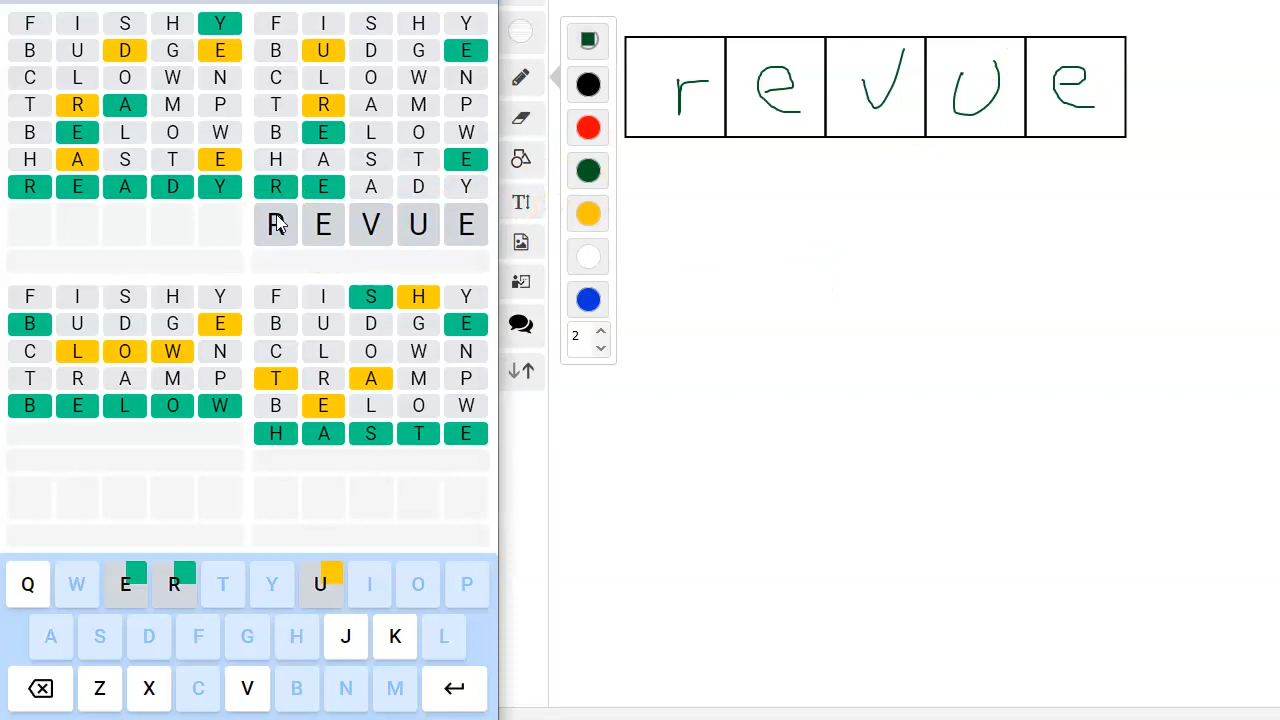 F I S H Y F I S H Y
B U D G E B U D G E
C L O W N C L O W N
T R A M P T R A M P
B E L O W B E L O W
H A S T E H A S T E
R E A D Y R E A D Y
R E V U E
F I S H Y F I S H Y
B U D G E B U D G E
C L O W N C L O W N
T R A M P T R A M P
B E L O W B E L O W
H A S T E
Q W E R T Y U I O P
A S D F G H J K L
Z X C V B N M
T
2
r e v u e